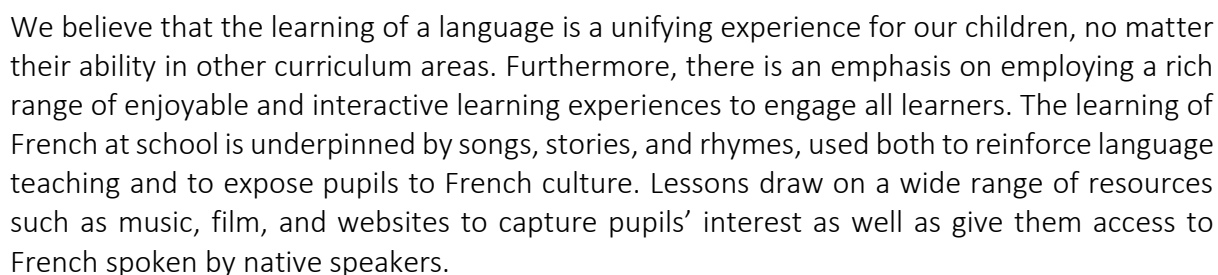 We believe that the learning of a language is a unifying experience for our children, no matter
their ability in other curriculum areas. Furthermore, there is an emphasis on employing a rich
range of enjoyable and interactive learning experiences to engage all learners. The learning of
French at school is underpinned by songs, stories, and rhymes, used both to reinforce language
teaching and to expose pupils to French culture. Lessons draw on a wide range of resources
such as music, film, and websites to capture pupils’ interest as well as give them access to
French spoken by native speakers.